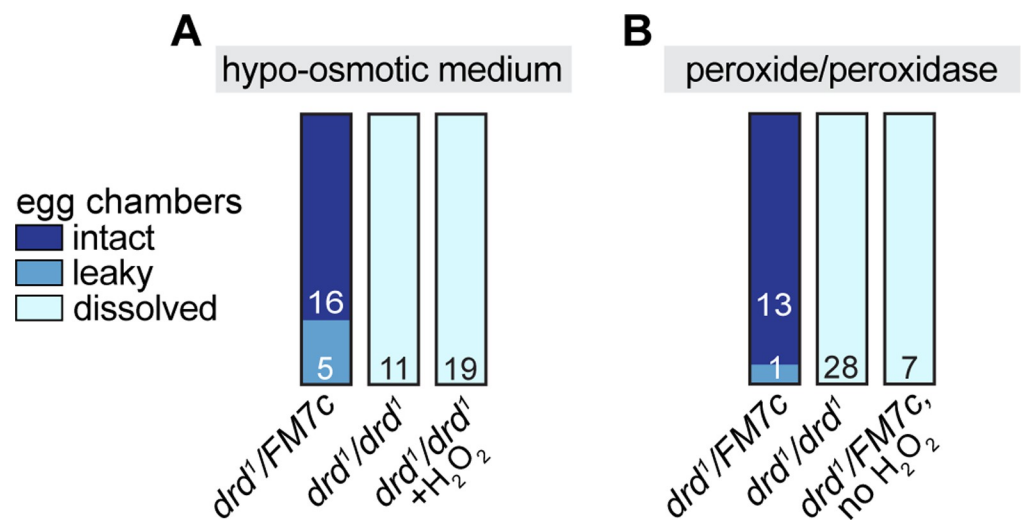 A
hypo-osmotic medium
egg chambers
intact
leaky
dissolved
16
5
11
19
drd¹/FM7c
drd¹/drd¹
drd¹/drd¹
+H₂O₂
B
peroxide/peroxidase
13
1
28
7
drd¹/FM7c
drd¹/drd¹
drd¹/FM7c,
no H₂O₂